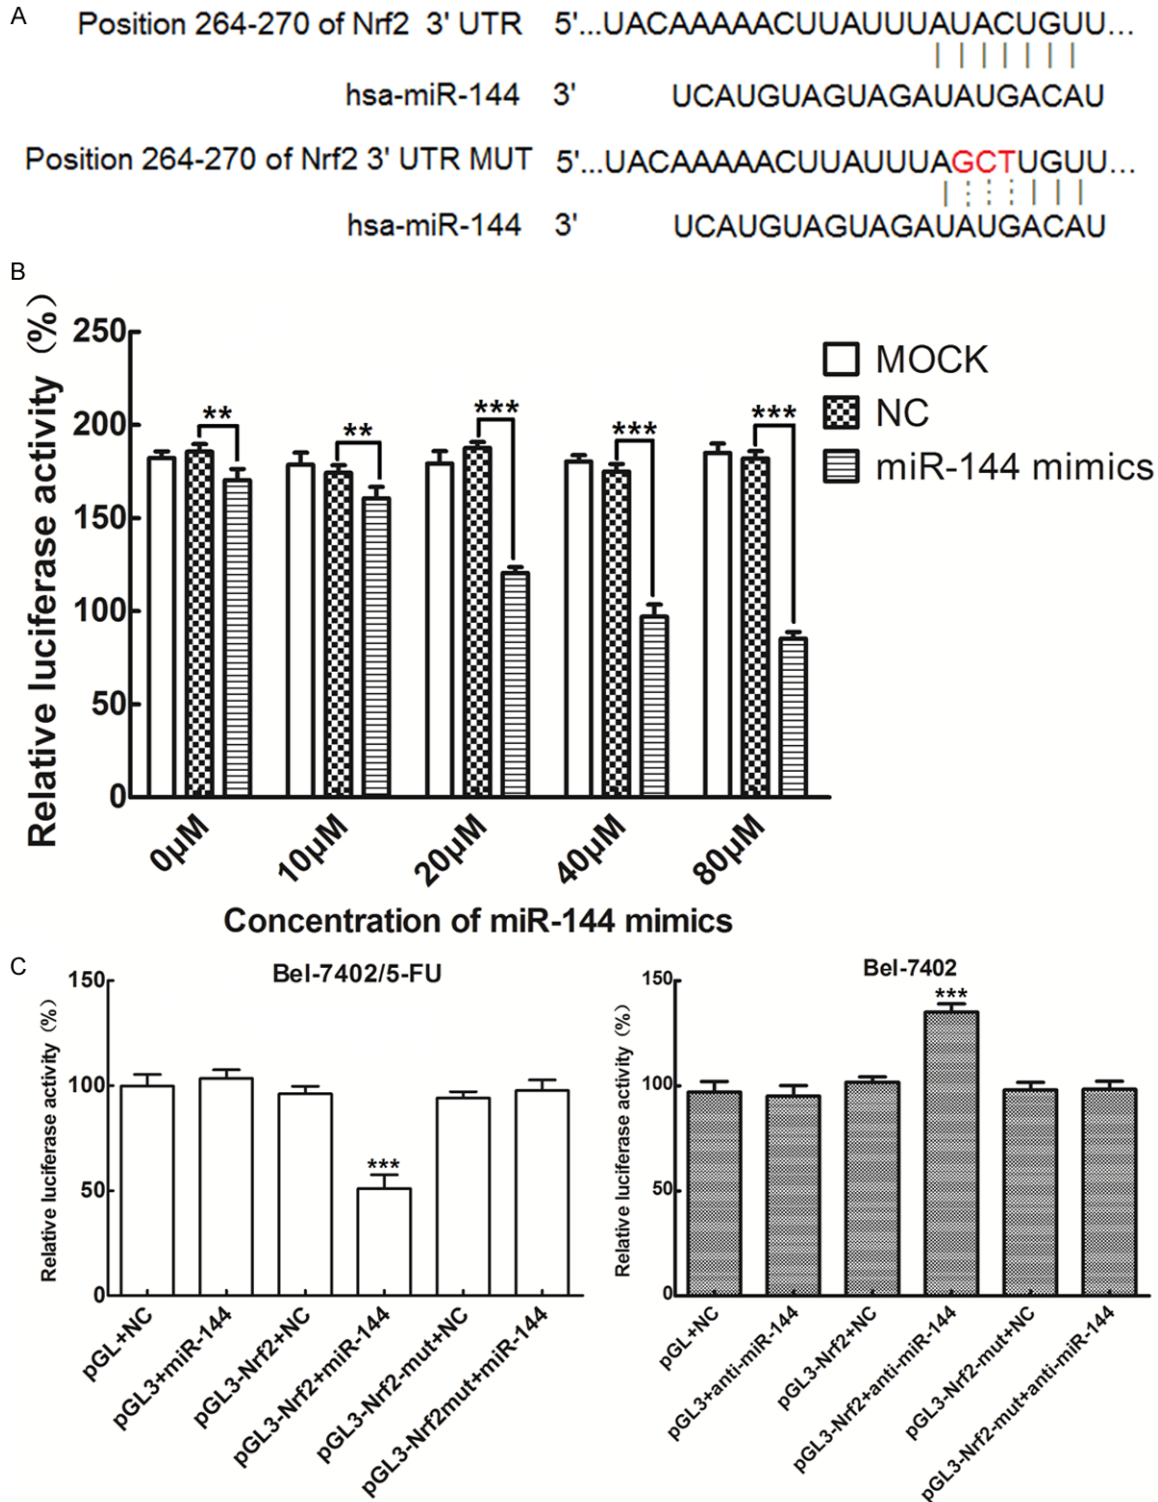 A
Position 264-270 of Nrf2 3' UTR 5'...UACAAAAACUUAUUUAUACUGUU...
hsa-miR-144 3' UCAUGUAGUAGAUAUGACAU
Position 264-270 of Nrf2 3' UTR MUT 5'...UACAAAAACUUAUUUAGCTUGUU...
hsa-miR-144 3' UCAUGUAGUAGAUAUGACAU
B
Relative luciferase activity (%)
250
200
150
100
50
0
**
**
***
***
***
MOCK
NC
miR-144 mimics
0μM
10μM
20μM
40μM
80μM
Concentration of miR-144 mimics
C
Bel-7402/5-FU
Relative luciferase activity (%)
150
100
50
0
***
pGL+NC
pGL3+miR-144
pGL3-Nrf2+NC
pGL3-Nrf2+miR-144
pGL3-Nrf2-mut+NC
pGL3-Nrf2mut+miR-144
Bel-7402
Relative luciferase activity (%)
150
100
50
0
***
pGL+NC
pGL3+anti-miR-144
pGL3-Nrf2+NC
pGL3-Nrf2+anti-miR-144
pGL3-Nrf2-mut+NC
pGL3-Nrf2-mut+anti-miR-144